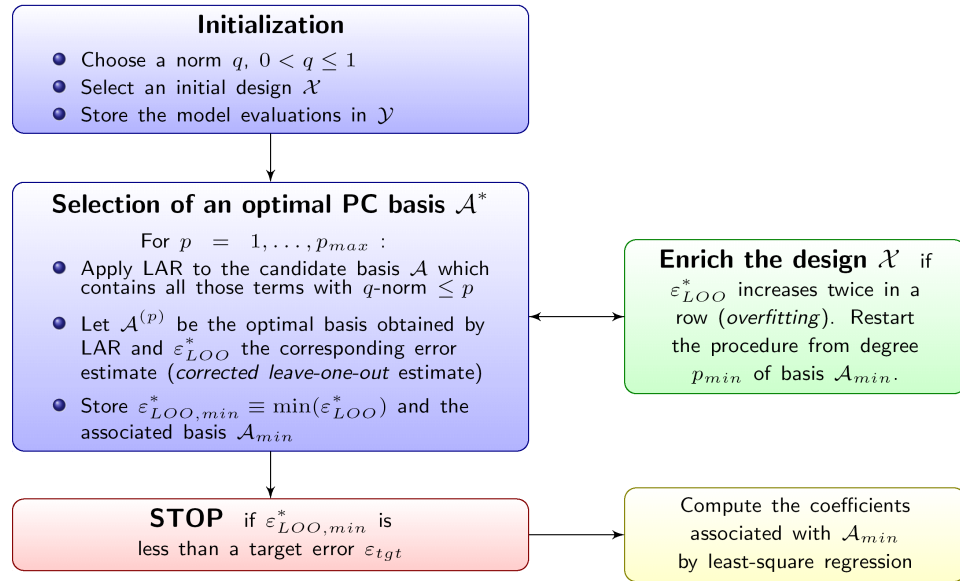 Initialization
Choose a norm q, 0 < q ≤ 1
Select an initial design 𝒳
Store the model evaluations in 𝒴
Selection of an optimal PC basis 𝒜*
For p = 1, . . . , p_max :
Apply LAR to the candidate basis 𝒜 which
contains all those terms with q-norm ≤ p
Let 𝒜^(p) be the optimal basis obtained by
LAR and ε*_LOO the corresponding error
estimate (corrected leave-one-out estimate)
Store ε*_LOO,min ≡ min(ε*_LOO) and the
associated basis 𝒜_min
Enrich the design 𝒳 if
ε*_LOO increases twice in a
row (overfitting). Restart
the procedure from degree
p_min of basis 𝒜_min.
STOP if ε*_LOO,min is
less than a target error ε_tgt
Compute the coefficients
associated with 𝒜_min
by least-square regression